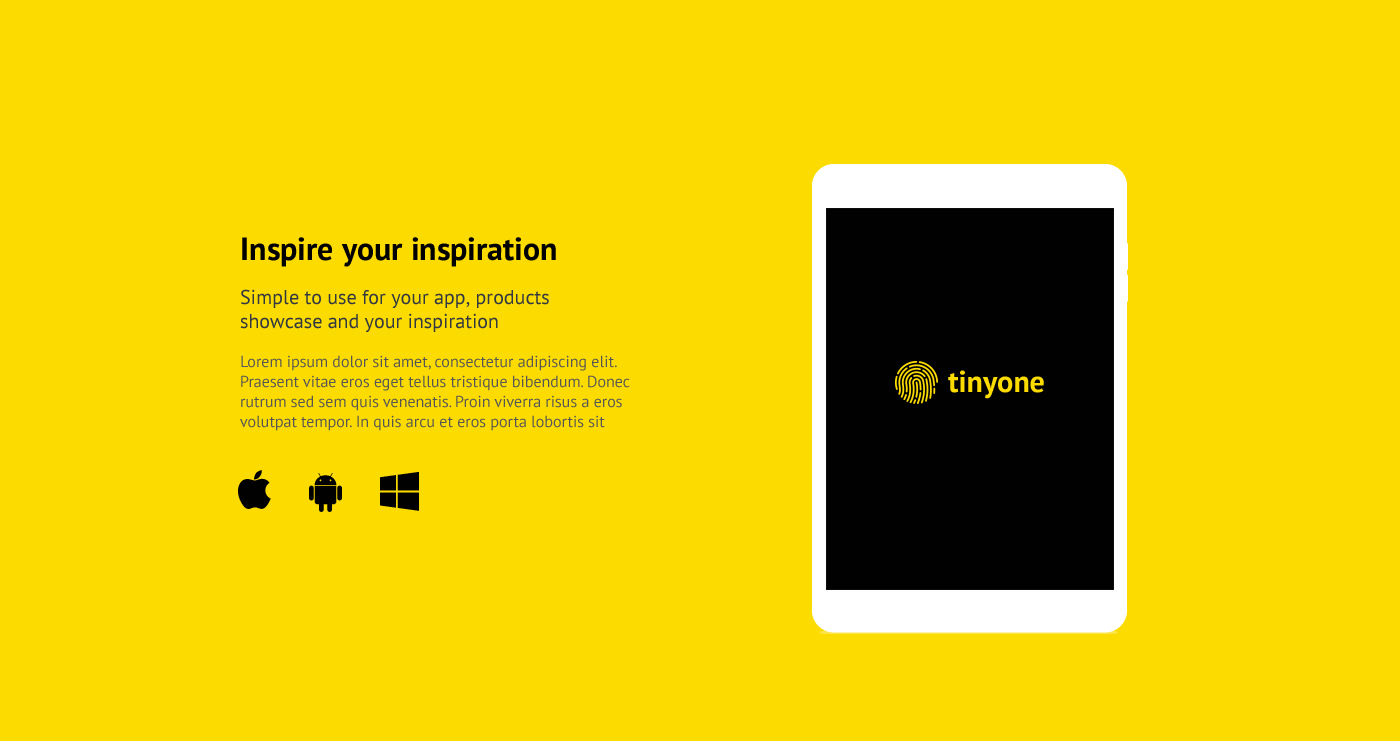 Inspire your inspiration
Simple to use for your app, products
showcase and your inspiration
Lorem ipsum dolor sit amet, consectetur adipiscing elit.
Praesent vitae eros eget tellus tristique bibendum. Donec
rutrum sed sem quis venenatis. Proin viverra risus a eros
volutpat tempor. In quis arcu et eros porta lobortis sit
tinyone